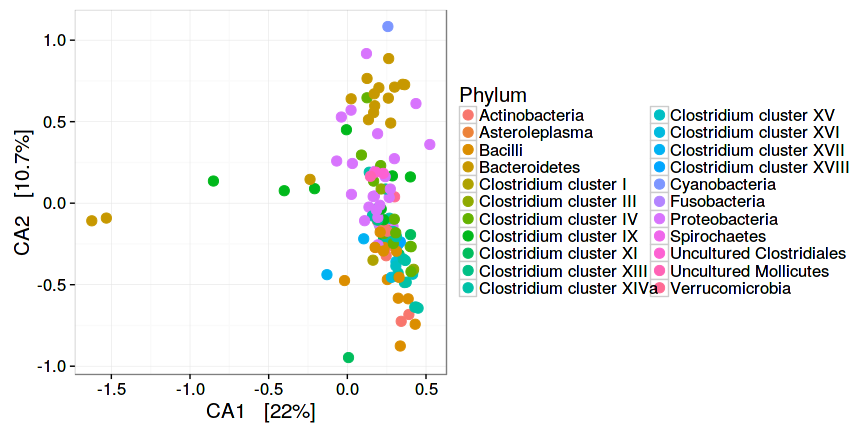 1.0
0.5
0.0
-0.5
-1.0
CA2 [10.7%]
-1.5 -1.0 -0.5 0.0 0.5
CA1 [22%]
Phylum
Actinobacteria
Asteroleplasma
Bacilli
Bacteroidetes
Clostridium cluster I
Clostridium cluster III
Clostridium cluster IV
Clostridium cluster IX
Clostridium cluster XI
Clostridium cluster XIII
Clostridium cluster XIVa
Clostridium cluster XV
Clostridium cluster XVI
Clostridium cluster XVII
Clostridium cluster XVIII
Cyanobacteria
Fusobacteria
Proteobacteria
Spirochaetes
Uncultured Clostridiales
Uncultured Mollicutes
Verrucomicrobia